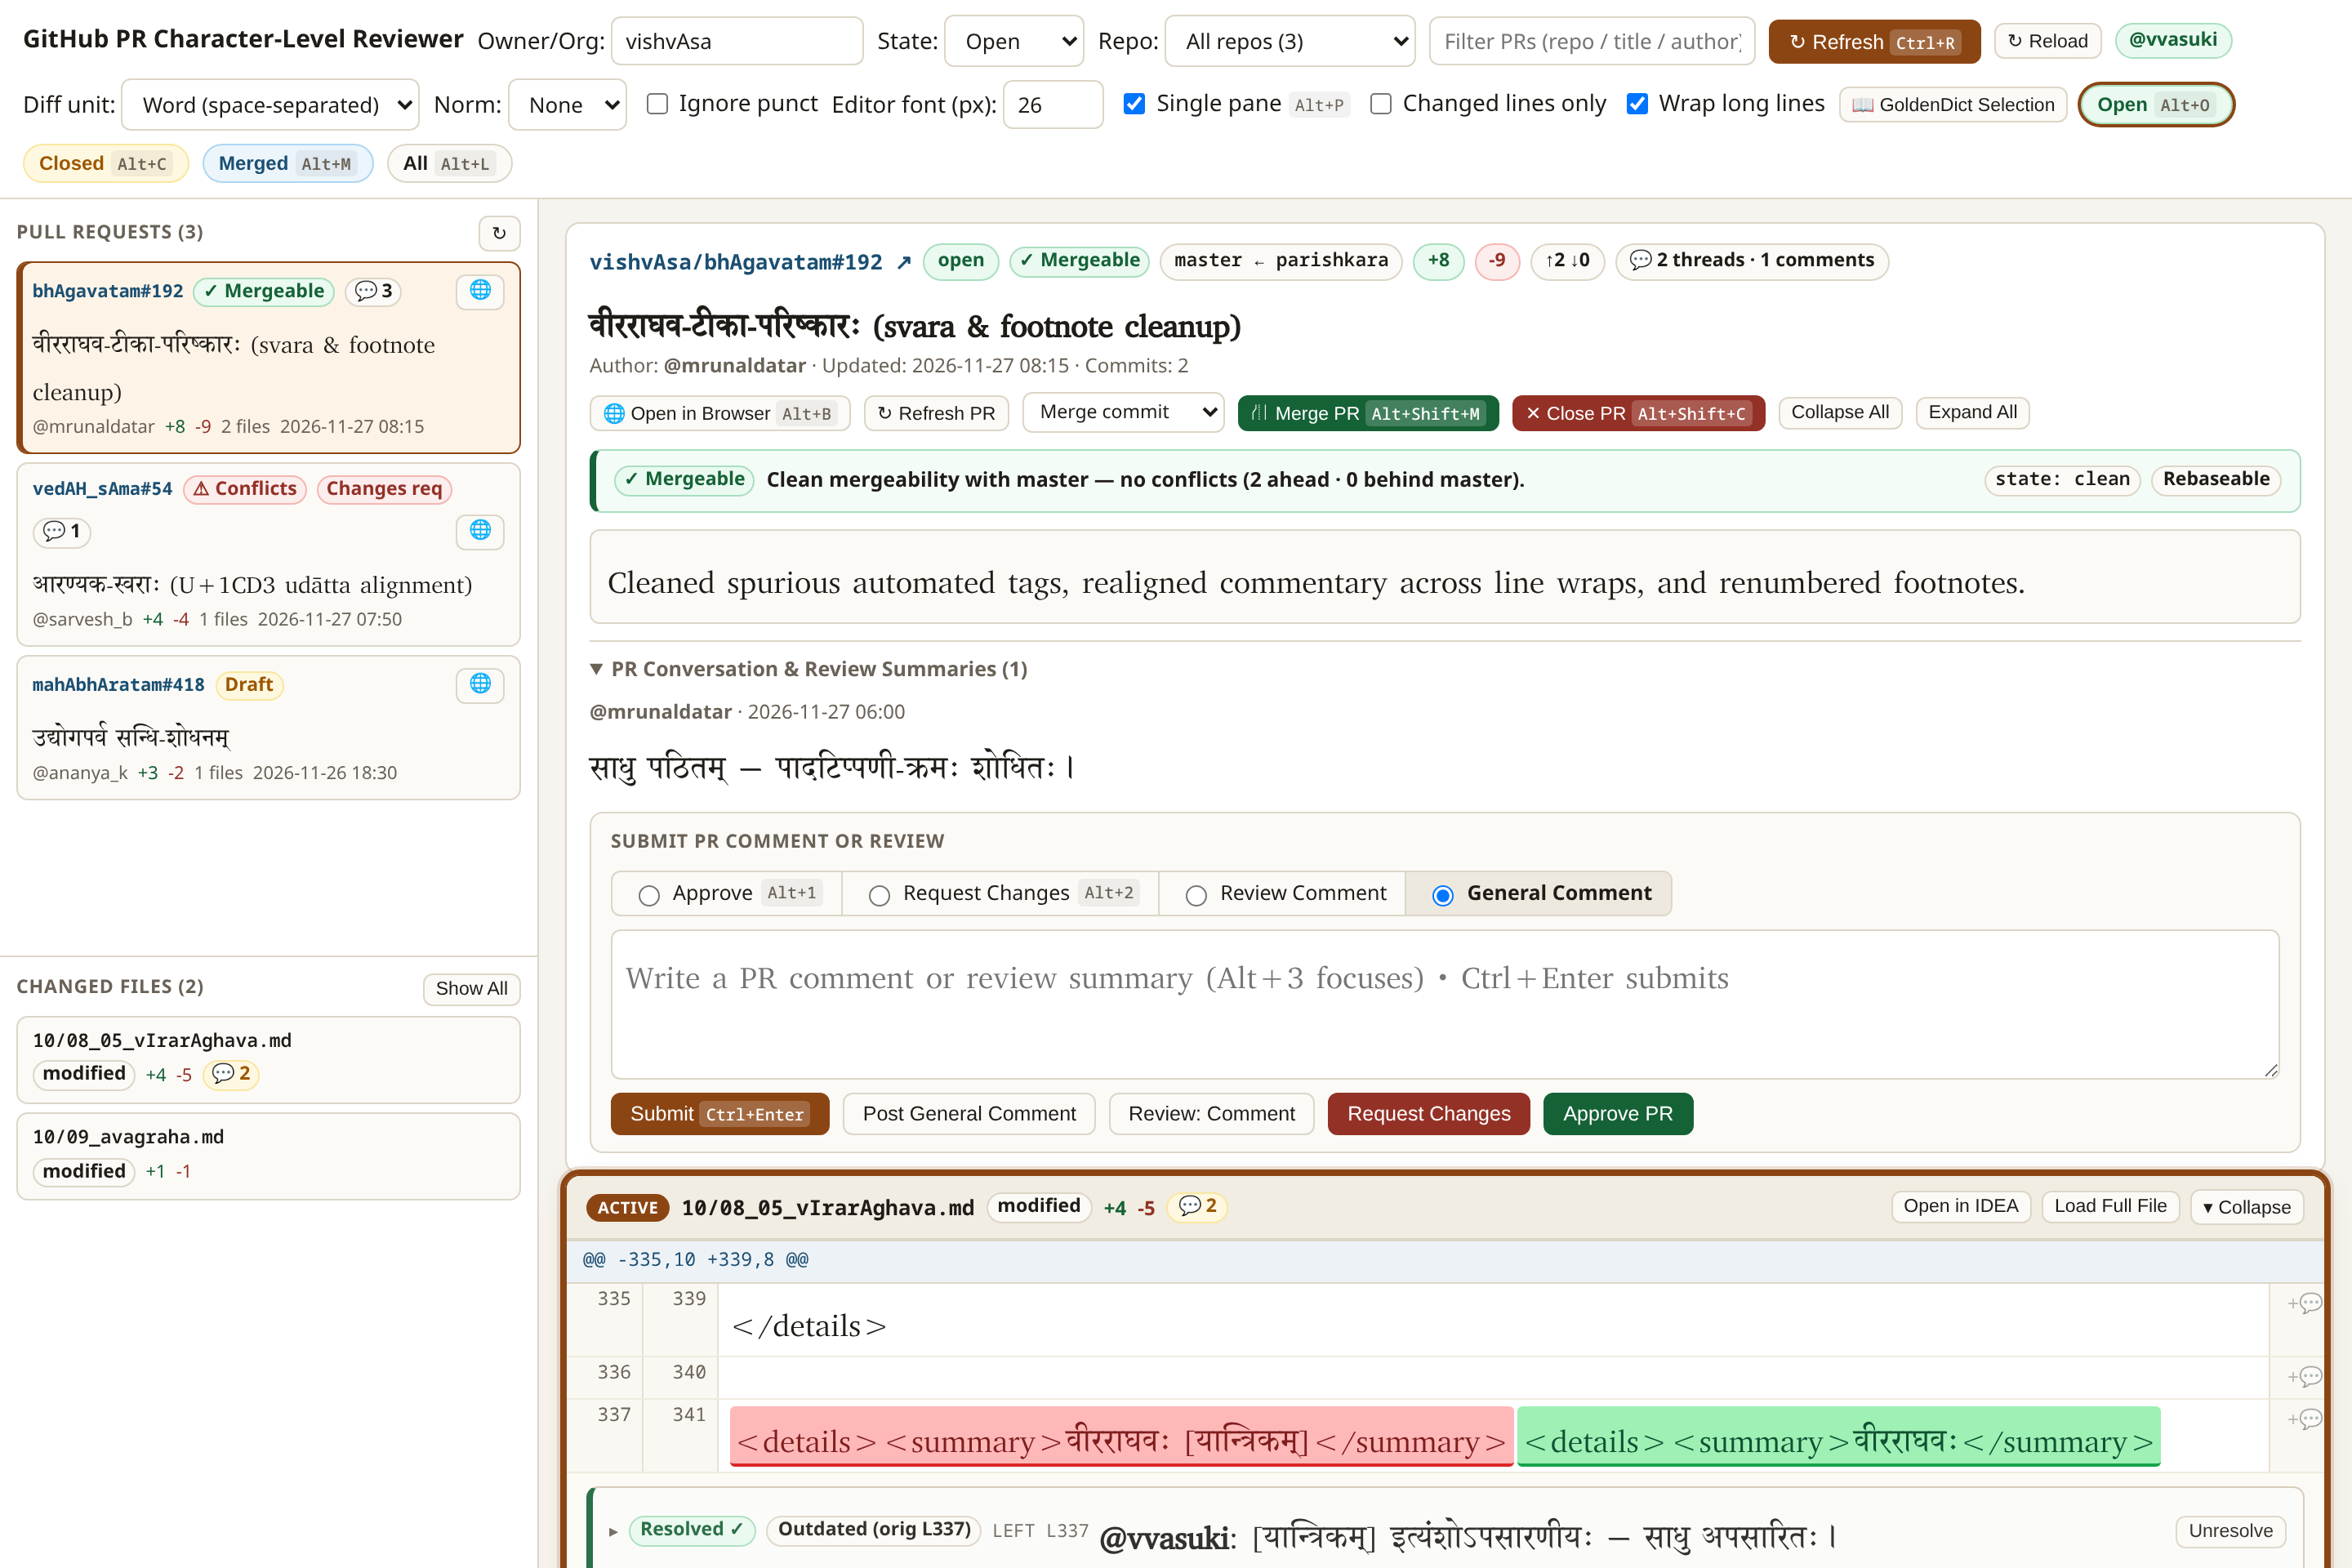 GitHub PR Character-Level Reviewer Owner/Org: vishvAsa State: Open Repo: All repos (3) Filter PRs (repo / title / author) ↻ Refresh Ctrl+R ↻ Reload @vvasuki
Diff unit: Word (space-separated) Norm: None Ignore punct Editor font (px): 26 Single pane Alt+P Changed lines only Wrap long lines 📖 GoldenDict Selection Open Alt+O
Closed Alt+C Merged Alt+M All Alt+L
PULL REQUESTS (3) ↻
bhAgavatam#192 ✓ Mergeable 💬 3 🌐
वीरराघव-टीका-परिष्कारः (svara & footnote
cleanup)
@mrunaldatar +8 -9 2 files 2026-11-27 08:15
vedAH_sAma#54 ⚠ Conflicts Changes req
💬 1 🌐
आरण्यक-स्वराः (U+1CD3 udātta alignment)
@sarvesh_b +4 -4 1 files 2026-11-27 07:50
mahAbhAratam#418 Draft 🌐
उद्योगपर्व सन्धि-शोधनम्
@ananya_k +3 -2 1 files 2026-11-26 18:30
CHANGED FILES (2) Show All
10/08_05_vIrarAghava.md
modified +4 -5 💬 2
10/09_avagraha.md
modified +1 -1
vishvAsa/bhAgavatam#192 ↗ open ✓ Mergeable master ← parishkara +8 -9 ↑2 ↓0 💬 2 threads · 1 comments
वीरराघव-टीका-परिष्कारः (svara & footnote cleanup)
Author: @mrunaldatar · Updated: 2026-11-27 08:15 · Commits: 2
🌐 Open in Browser Alt+B ↻ Refresh PR Merge commit Merge PR Alt+Shift+M ✕ Close PR Alt+Shift+C Collapse All Expand All
✓ Mergeable Clean mergeability with master — no conflicts (2 ahead · 0 behind master). state: clean Rebaseable
Cleaned spurious automated tags, realigned commentary across line wraps, and renumbered footnotes.
▼ PR Conversation & Review Summaries (1)
@mrunaldatar · 2026-11-27 06:00
साधु पठितम् — पादटिप्पणी-क्रमः शोधितः।
SUBMIT PR COMMENT OR REVIEW
Approve Alt+1 Request Changes Alt+2 Review Comment General Comment
Write a PR comment or review summary (Alt+3 focuses) • Ctrl+Enter submits
Submit Ctrl+Enter Post General Comment Review: Comment Request Changes Approve PR
ACTIVE 10/08_05_vIrarAghava.md modified +4 -5 💬 2 Open in IDEA Load Full File ▾ Collapse
@@ -335,10 +339,8 @@
335 339 </details> +💬
336 340 +💬
337 341 <details><summary>वीरराघवः [यान्त्रिकम्]</summary> <details><summary>वीरराघवः</summary> +💬
▸ Resolved ✓ Outdated (orig L337) LEFT L337 @vvasuki: [यान्त्रिकम्] इत्यंशोऽपसारणीयः — साधु अपसारितः। Unresolve